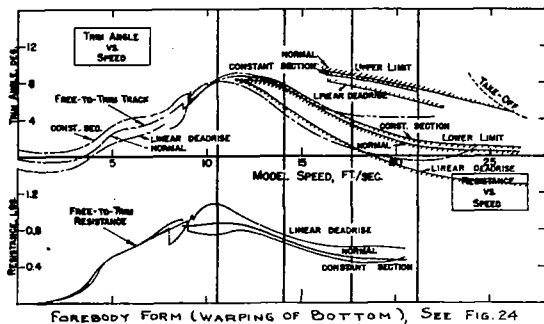 TRIM ANGLE
VS.
SPEED
TRIM ANGLE, DEG.
12
8
4
0
FREE-TO-TRIM TRACK
CONST. SEC.
LINEAR DEADRISE
NORMAL
CONSTANT SECTION
NORMAL
LOWER LIMIT
LINEAR DEADRISE
TAKE-OFF
CONST. SECTION
NORMAL
LOWER LIMIT
5
10
15
20
25
MODEL SPEED, FT/SEC.
LINEAR DEADRISE
RESISTANCE
VS.
SPEED
RESISTANCE, LBS.
1.2
0.8
0.4
FREE-TO-TRIM
RESISTANCE
LINEAR DEADRISE
NORMAL
CONSTANT SECTION
FOREBODY FORM (WARPING OF BOTTOM), SEE FIG. 24